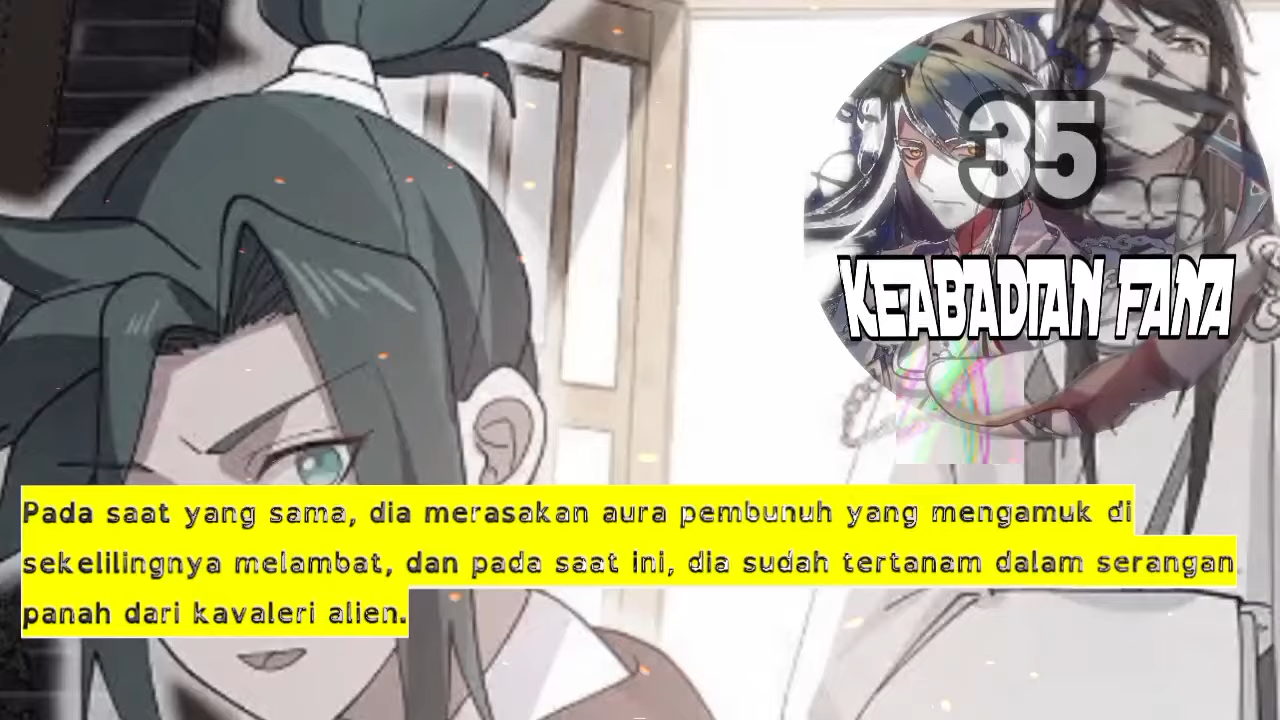 35
KEABADIAN FANA
Pada saat yang sama, dia merasakan aura pembunuh yang mengamuk di
sekelilingnya melambat, dan pada saat ini, dia sudah tertanam dalam serangan
panah dari kavaleri alien.